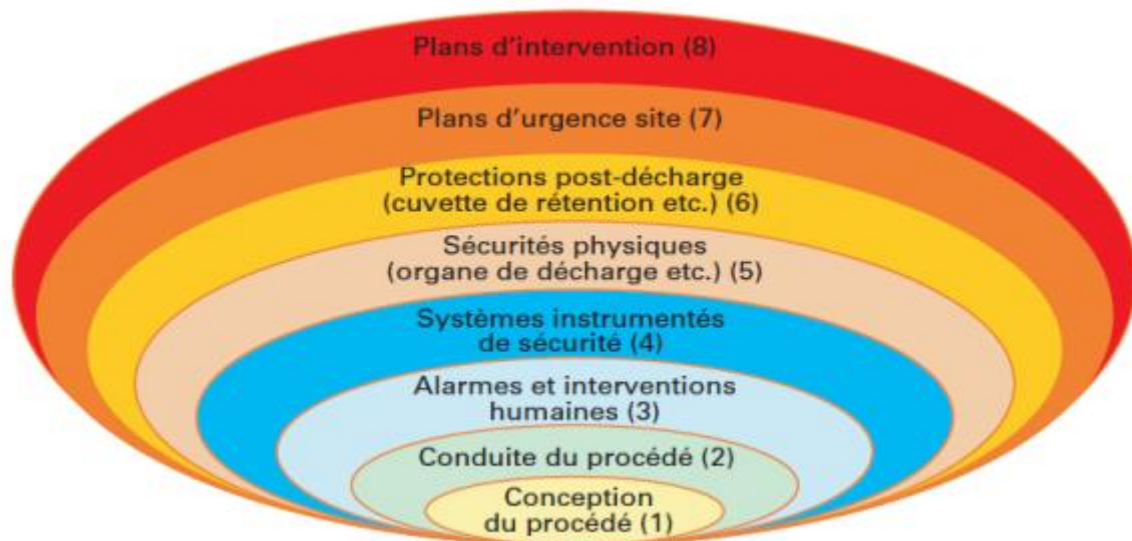 Plans d'intervention (8)
Plans d'urgence site (7)
Protections post-décharge
(cuvette de rétention etc.) (6)
Sécurités physiques
(organe de décharge etc.) (5)
Systèmes instrumentés
de sécurité (4)
Alarmes et interventions
humaines (3)
Conduite du procédé (2)
Conception
du procédé (1)